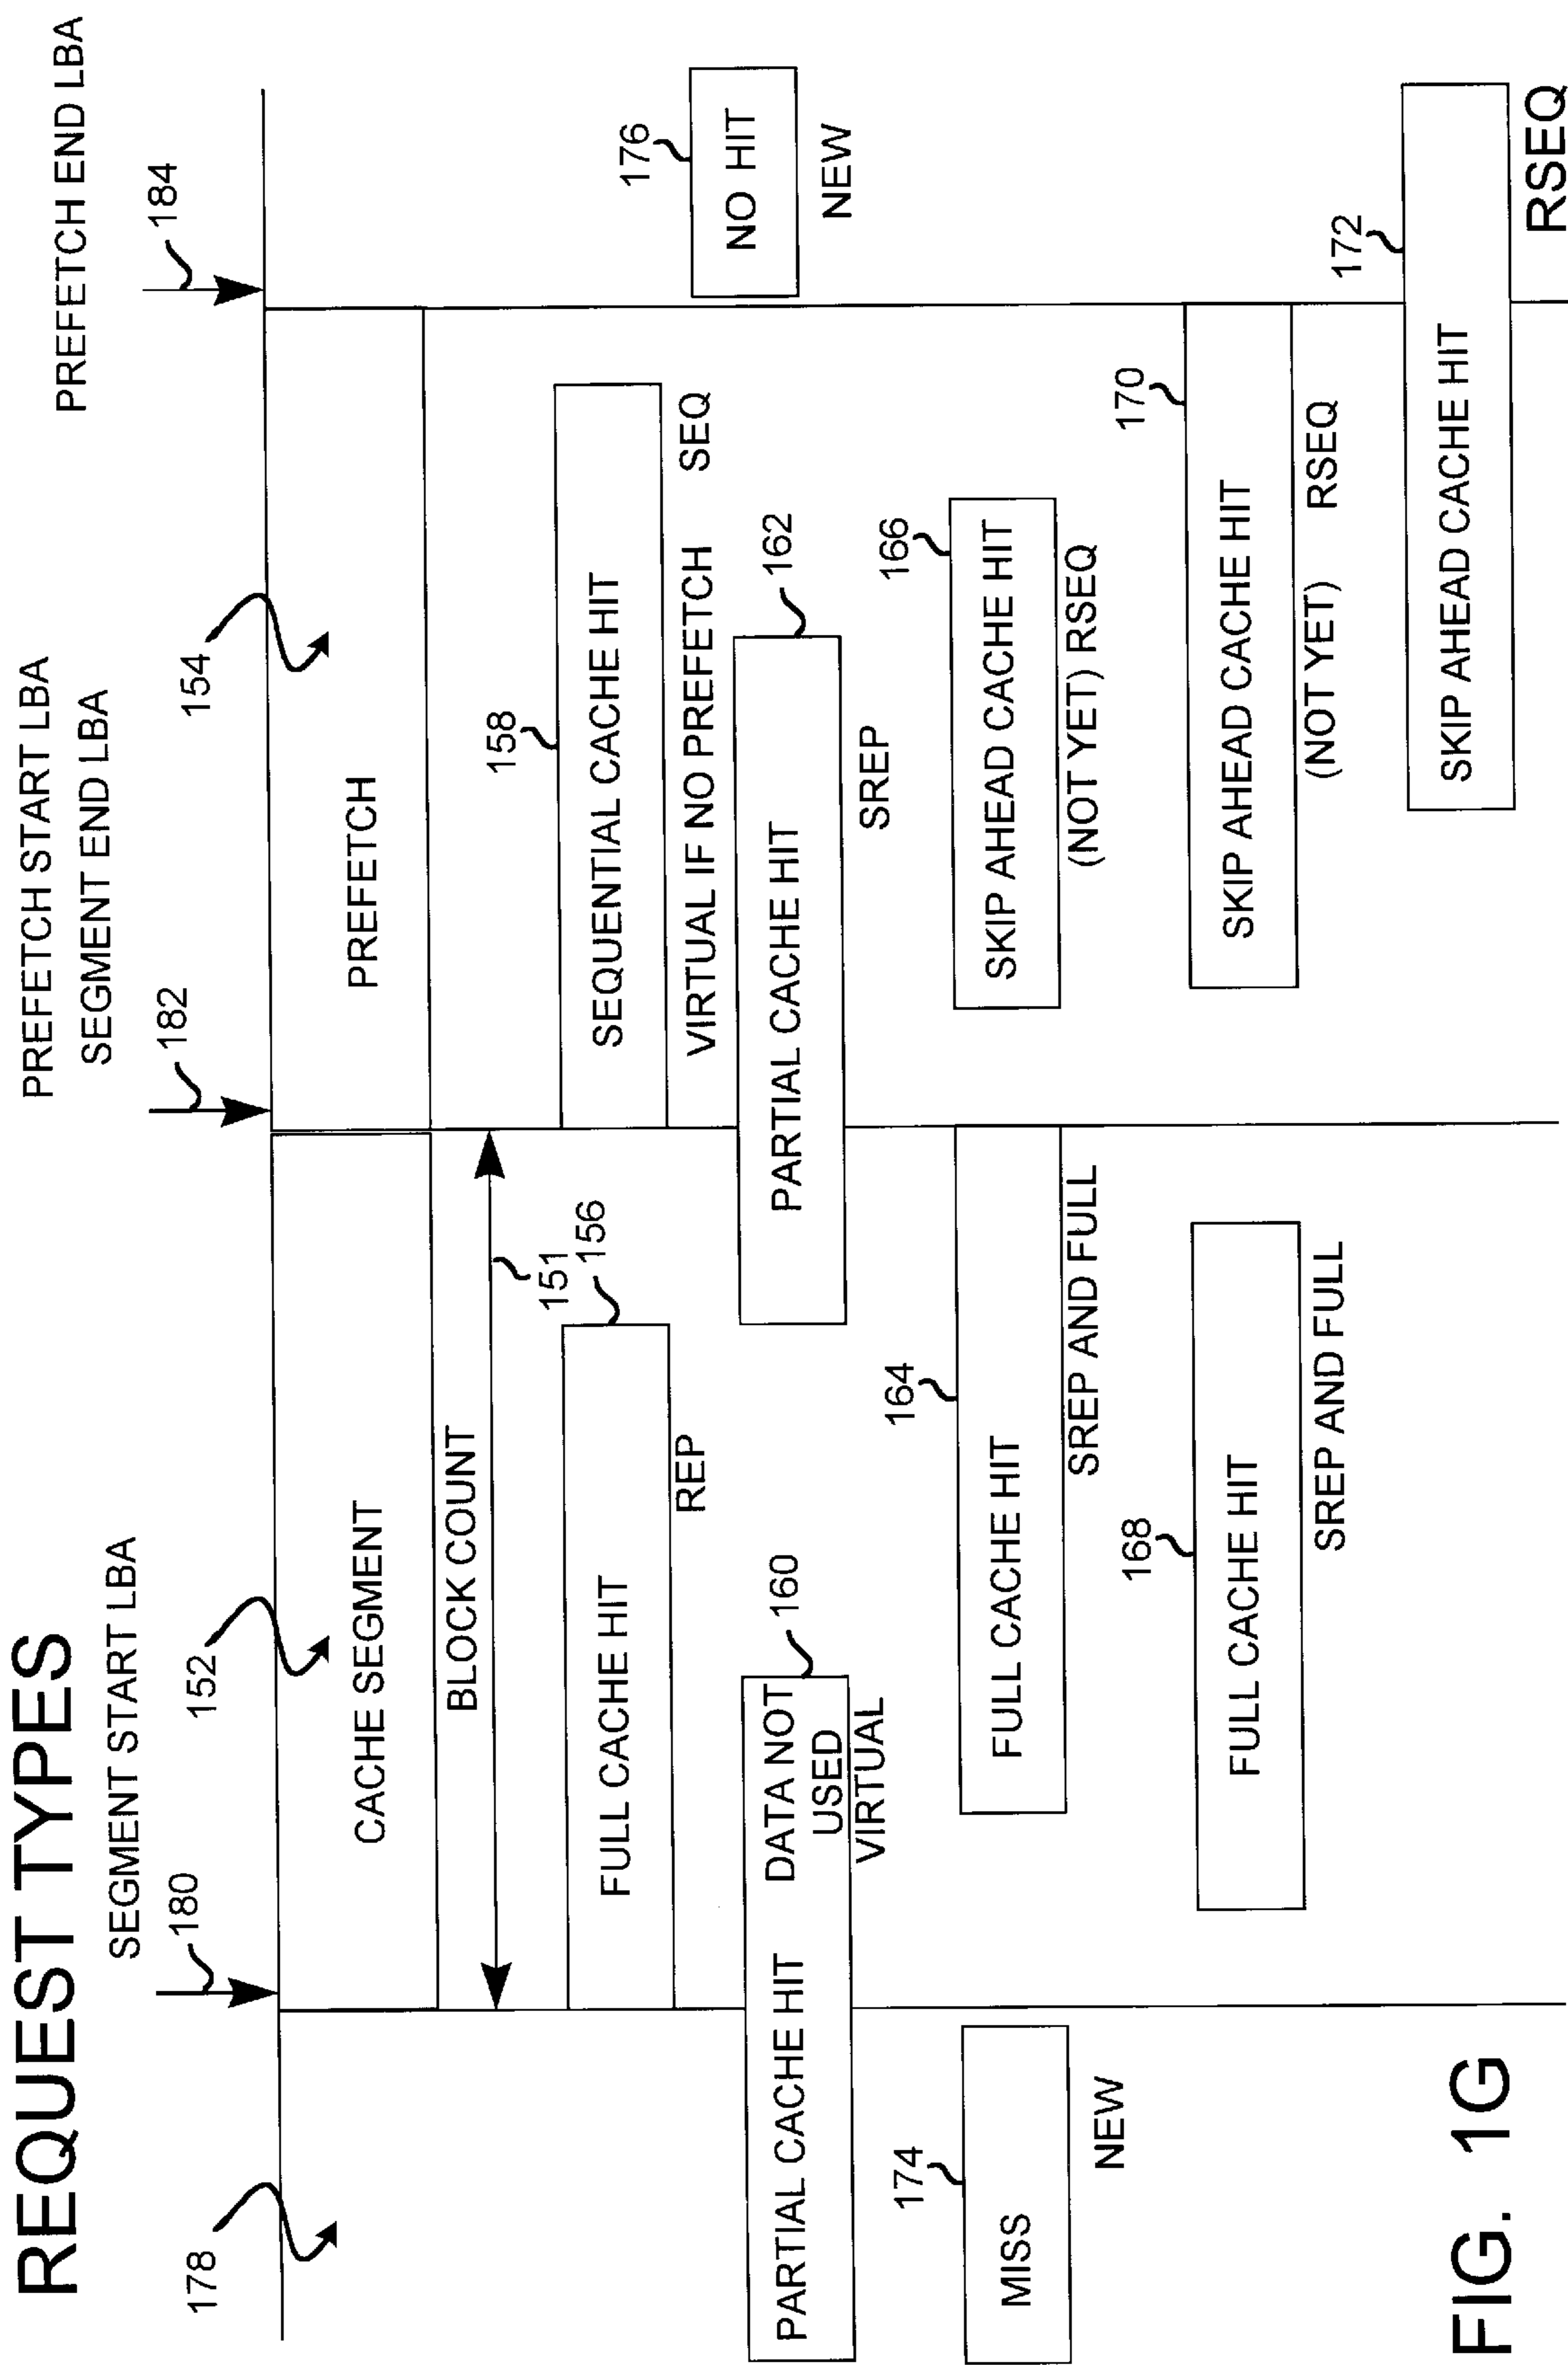 REQUEST TYPES
PREFETCH START LBA
SEGMENT START LBA
SEGMENT END LBA
PREFETCH END LBA
178
180
152
182
154
184
CACHE SEGMENT
PREFETCH
BLOCK COUNT
151
156
158
176
FULL CACHE HIT
SEQUENTIAL CACHE HIT
NO HIT
REP
VIRTUAL IF NO PREFETCH
SEQ
NEW
160
162
PARTIAL CACHE HIT
DATA NOT
USED
VIRTUAL
PARTIAL CACHE HIT
SREP
174
164
166
MISS
FULL CACHE HIT
SKIP AHEAD CACHE HIT
NEW
SREP AND FULL
(NOT YET) RSEQ
168
170
FULL CACHE HIT
SKIP AHEAD CACHE HIT
SREP AND FULL
(NOT YET)
RSEQ
172
SKIP AHEAD CACHE HIT
RSEQ
FIG. 1G